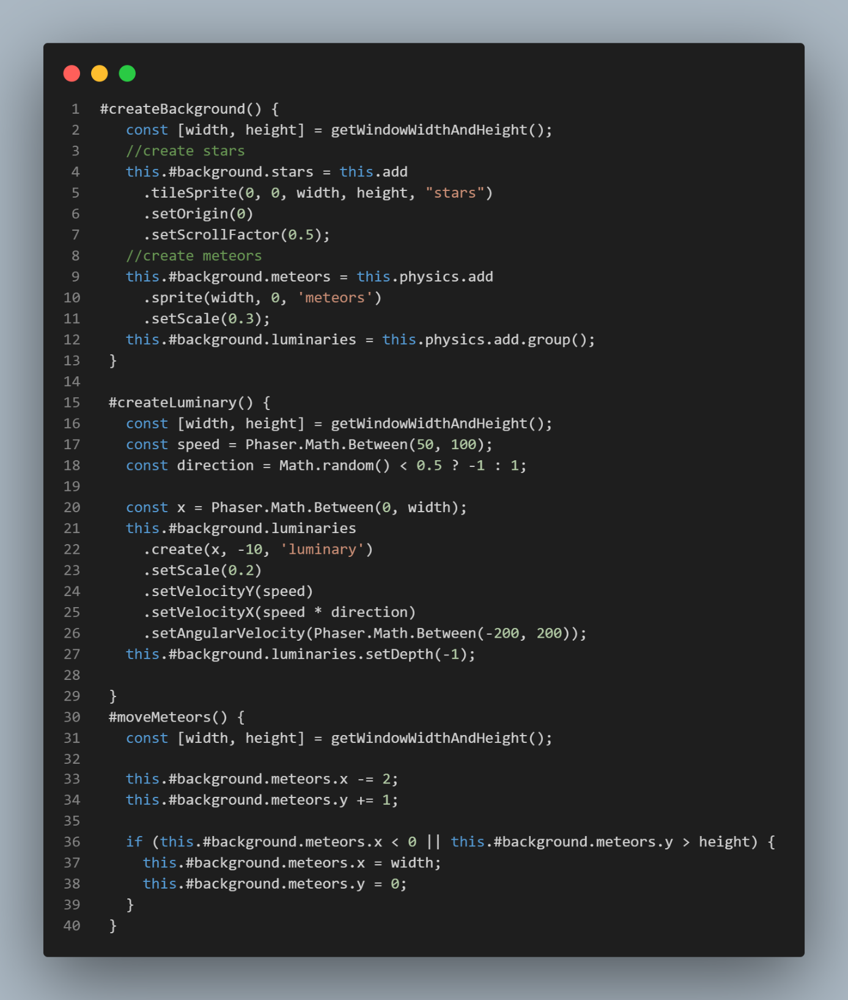 1 #createBackground() {
2 const [width, height] = getWindowWidthAndHeight();
3 //create stars
4 this.#background.stars = this.add
5 .tileSprite(0, 0, width, height, "stars")
6 .setOrigin(0)
7 .setScrollFactor(0.5);
8 //create meteors
9 this.#background.meteors = this.physics.add
10 .sprite(width, 0, 'meteors')
11 .setScale(0.3);
12 this.#background.luminaries = this.physics.add.group();
13 }
14
15 #createLuminary() {
16 const [width, height] = getWindowWidthAndHeight();
17 const speed = Phaser.Math.Between(50, 100);
18 const direction = Math.random() < 0.5 ? -1 : 1;
19
20 const x = Phaser.Math.Between(0, width);
21 this.#background.luminaries
22 .create(x, -10, 'luminary')
23 .setScale(0.2)
24 .setVelocityY(speed)
25 .setVelocityX(speed * direction)
26 .setAngularVelocity(Phaser.Math.Between(-200, 200));
27 this.#background.luminaries.setDepth(-1);
28
29 }
30 #moveMeteors() {
31 const [width, height] = getWindowWidthAndHeight();
32
33 this.#background.meteors.x -= 2;
34 this.#background.meteors.y += 1;
35
36 if (this.#background.meteors.x < 0 || this.#background.meteors.y > height) {
37 this.#background.meteors.x = width;
38 this.#background.meteors.y = 0;
39 }
40 }